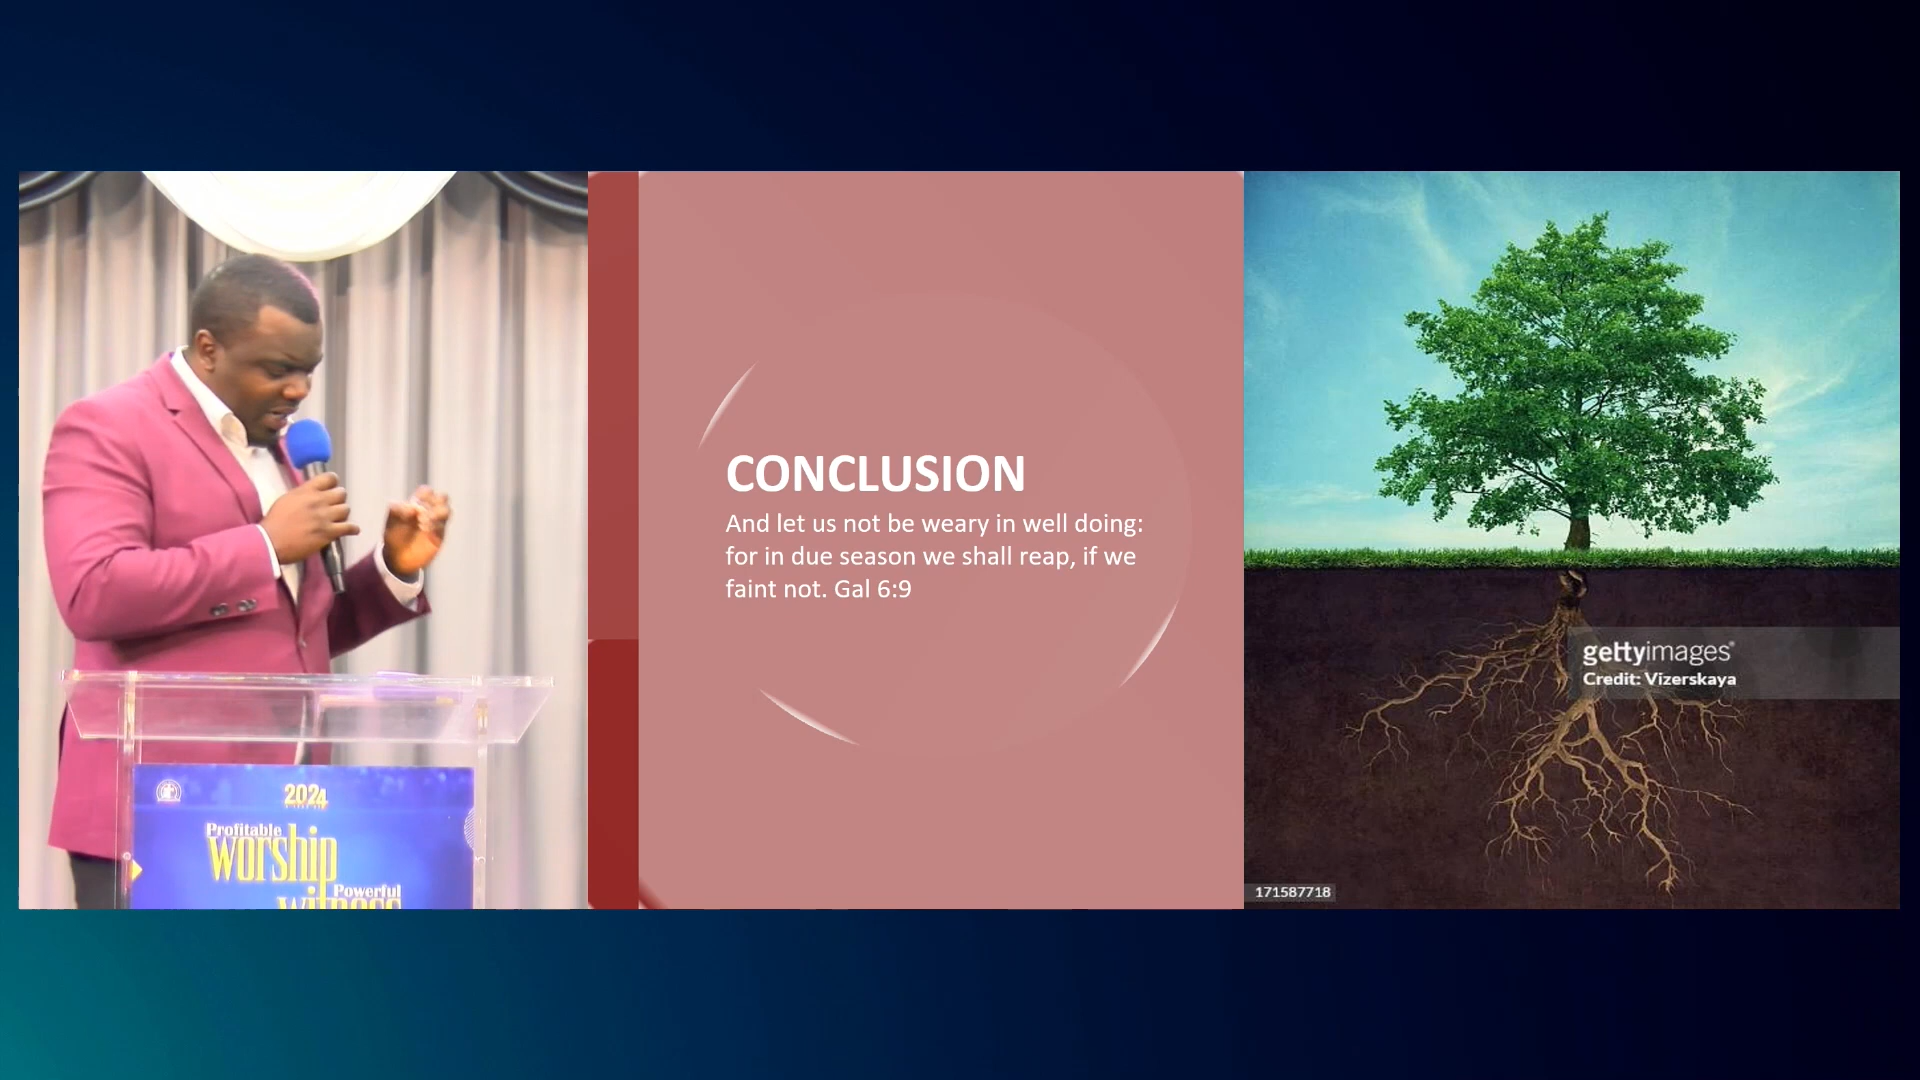 2024
Profitable
worship
Powerful
witness
CONCLUSION
And let us not be weary in well doing:
for in due season we shall reap, if we
faint not. Gal 6:9
gettyimages®
Credit: Vizerskaya
171587718